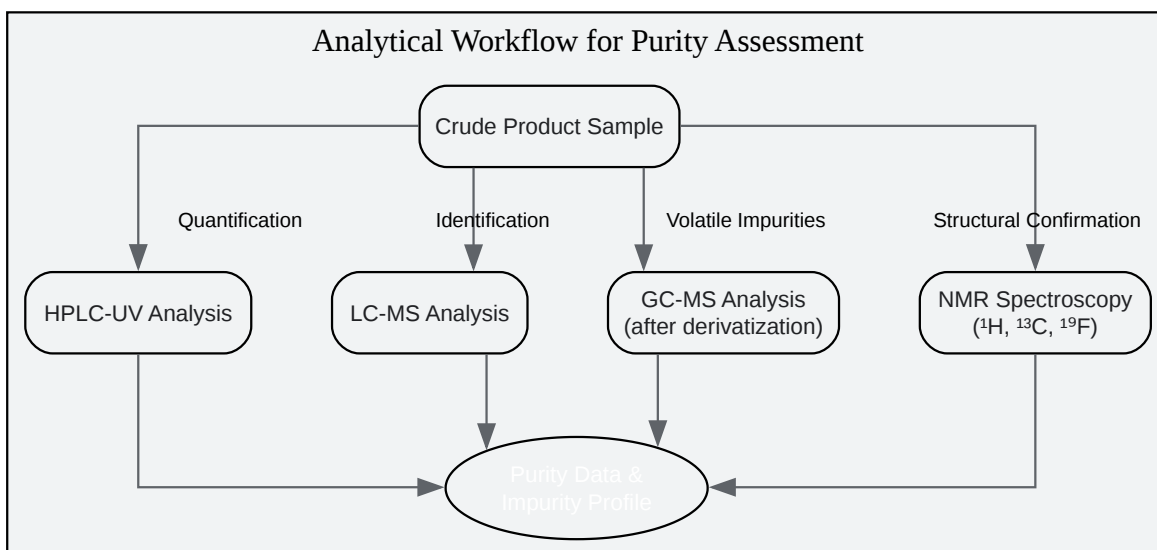 Analytical Workflow for Purity Assessment
Crude Product Sample
Quantification
Identification
Volatile Impurities
Structural Confirmation
HPLC-UV Analysis
LC-MS Analysis
GC-MS Analysis
(after derivatization)
NMR Spectroscopy
(¹H, ¹³C, ¹⁹F)
Purity Data &
Impurity Profile